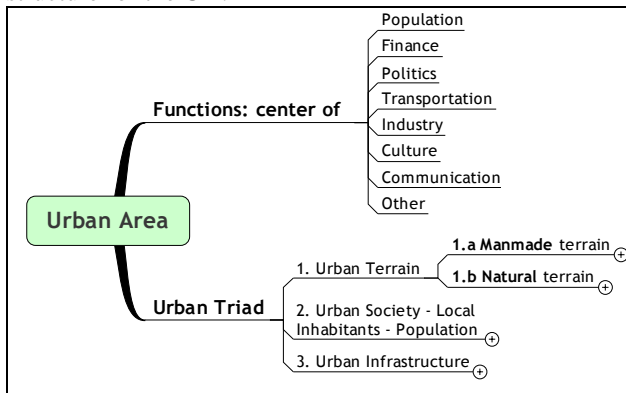 Population
Finance
Politics
Transportation
Functions: center of
Industry
Culture
Communication
Other
Urban Area
1.a Manmade terrain
1. Urban Terrain
1.b Natural terrain
Urban Triad
2. Urban Society - Local
Inhabitants - Population
3. Urban Infrastructure